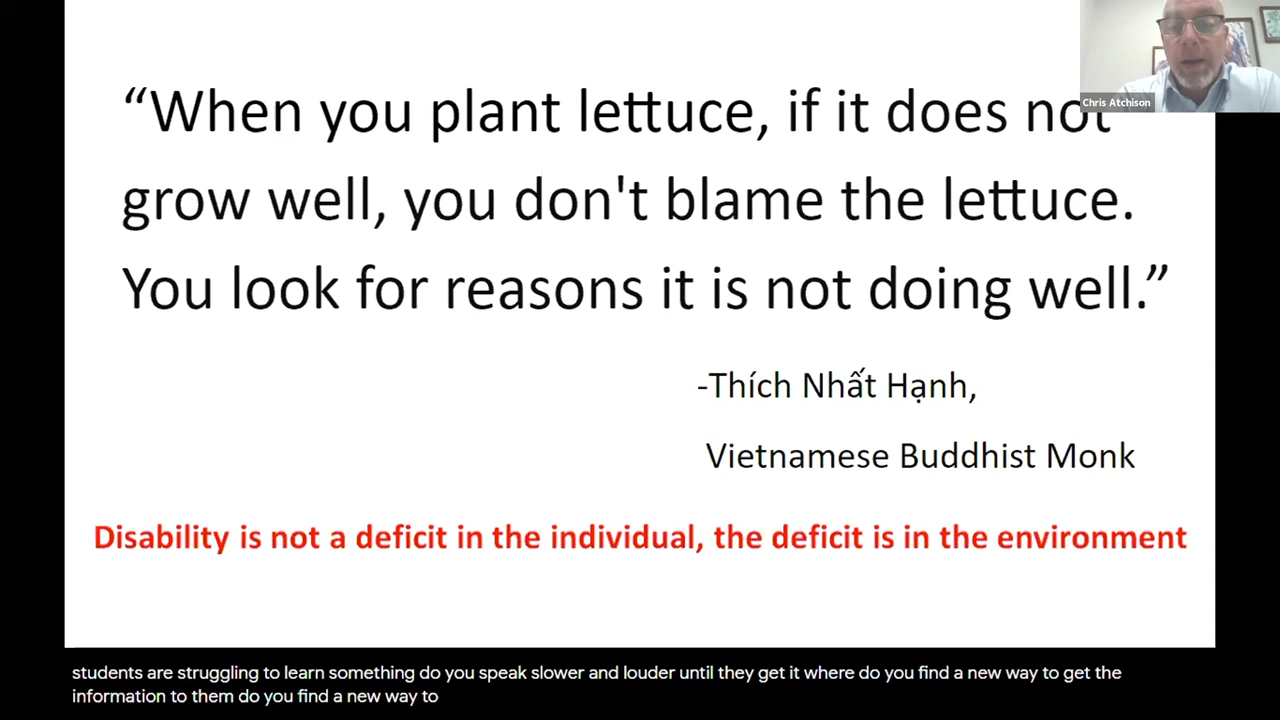 “When you plant lettuce, if it does not
grow well, you don't blame the lettuce.
You look for reasons it is not doing well.”
-Thích Nhất Hạnh,
Vietnamese Buddhist Monk
Disability is not a deficit in the individual, the deficit is in the environment
Chris Atchison
students are struggling to learn something do you speak slower and louder until they get it where do you find a new way to get the
information to them do you find a new way to